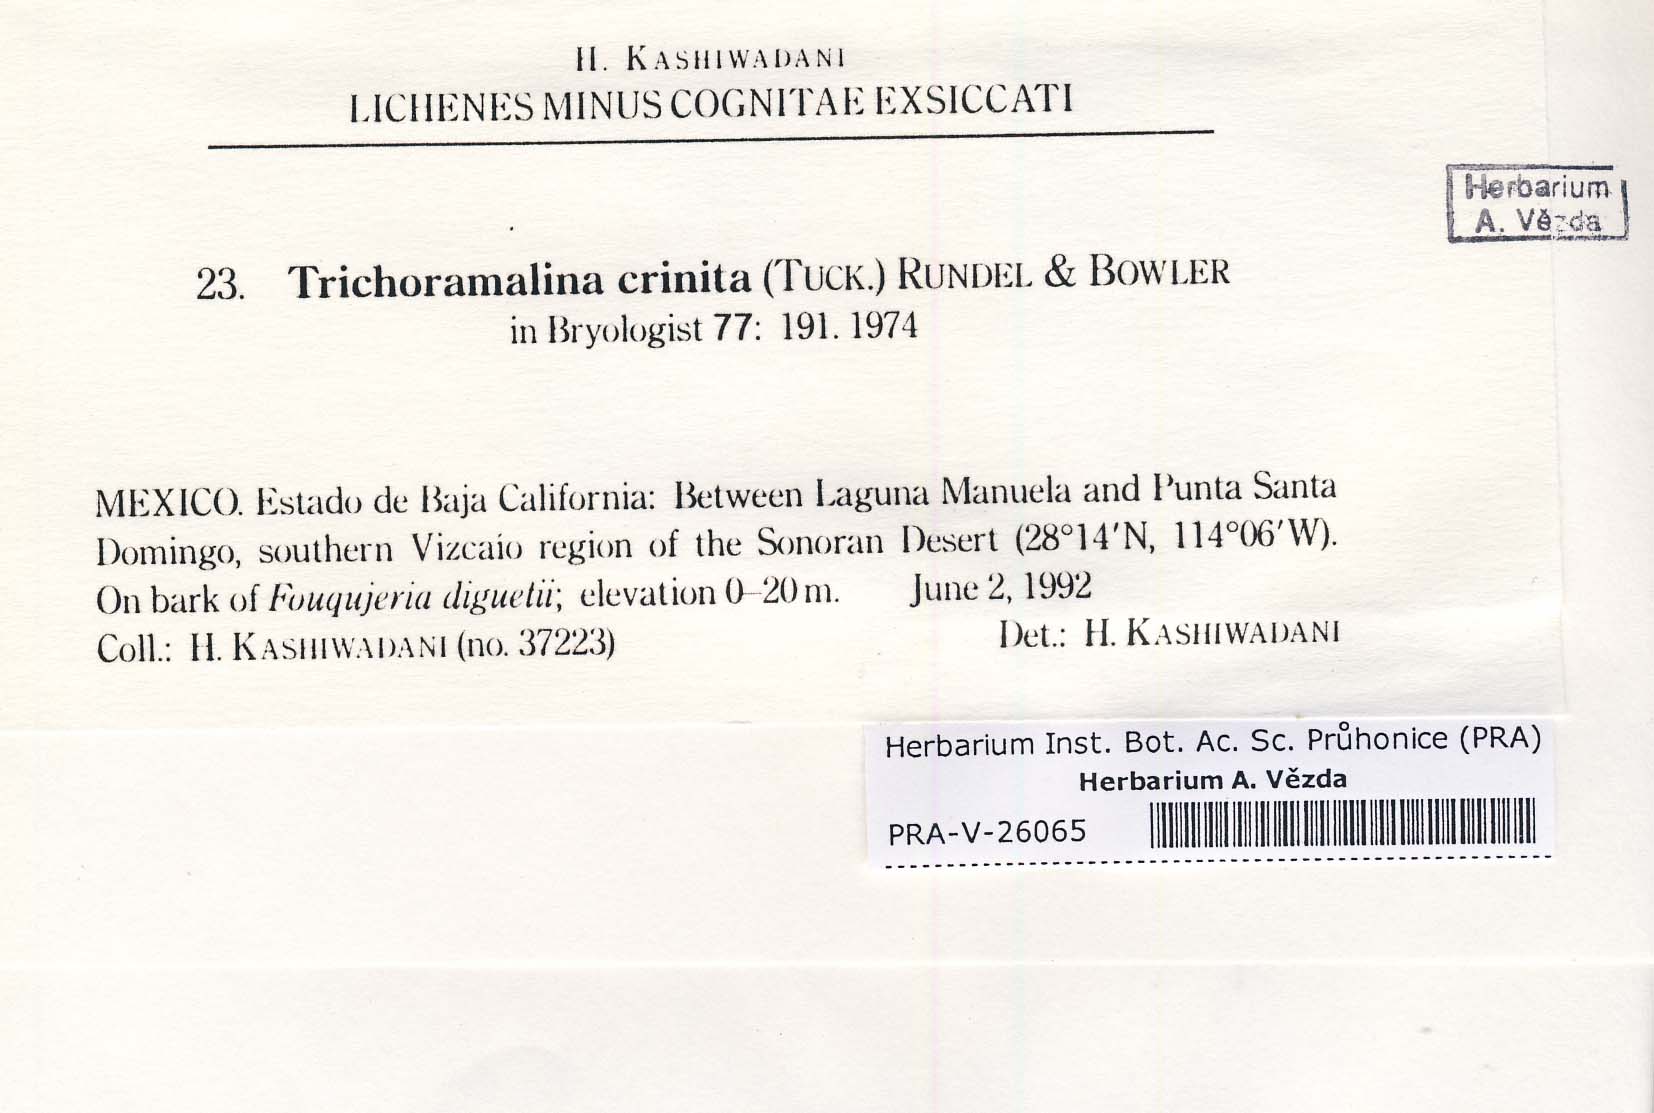 H. KASHIWADANI
LICHENES MINUS COGNITAE EXSICCATI
Herbarium
A. Vězda
23. Trichoramalina crinita (TUCK.) RUNDEL & BOWLER
in Bryologist 77: 191. 1974
MEXICO. Estado de Baja California: Between Laguna Manuela and Punta Santa
Domingo, southern Vizcaio region of the Sonoran Desert (28°14′N, 114°06′W).
On bark of Fouqujeria diguetii; elevation 0–20 m. June 2, 1992
Coll.: H. KASHIWADANI (no. 37223) Det.: H. KASHIWADANI
Herbarium Inst. Bot. Ac. Sc. Průhonice (PRA)
Herbarium A. Vězda
PRA-V-26065